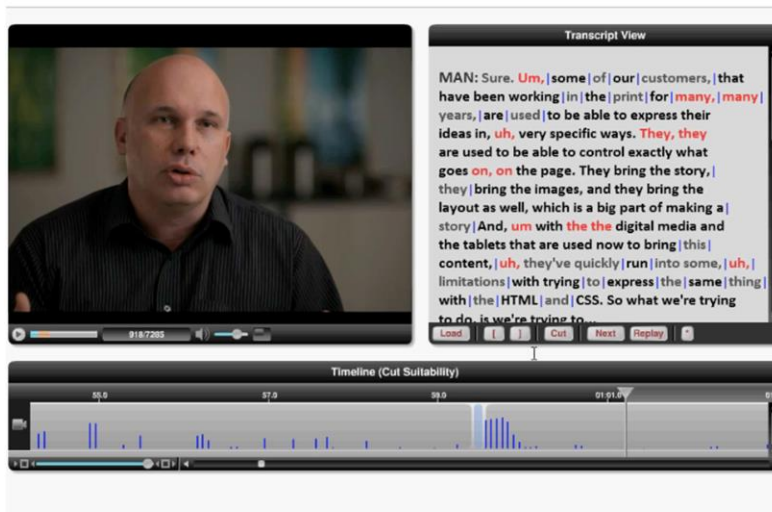 Transcript View
MAN: Sure. Um,|some|of|our|customers,|that
have been working|in|the|print|for|many,|many|
years,|are|used|to be able to express their
ideas in, uh, very specific ways. They, they
are used to be able to control exactly what
goes on, on the page. They bring the story,|
they|bring the images, and they bring the
layout as well, which is a big part of making a|
story|And, um with the the digital media and
the tablets that are used now to bring|this|
content,|uh, they've quickly|run|into some,|uh,|
limitations|with trying|to|express|the|same|thing|
with|the|HTML|and|CSS. So what we're trying
to do, is we're trying to...
918/7285
Load [ ] Cut Next Replay *
Timeline (Cut Suitability)
55.0 57.0 59.0 01:01.0